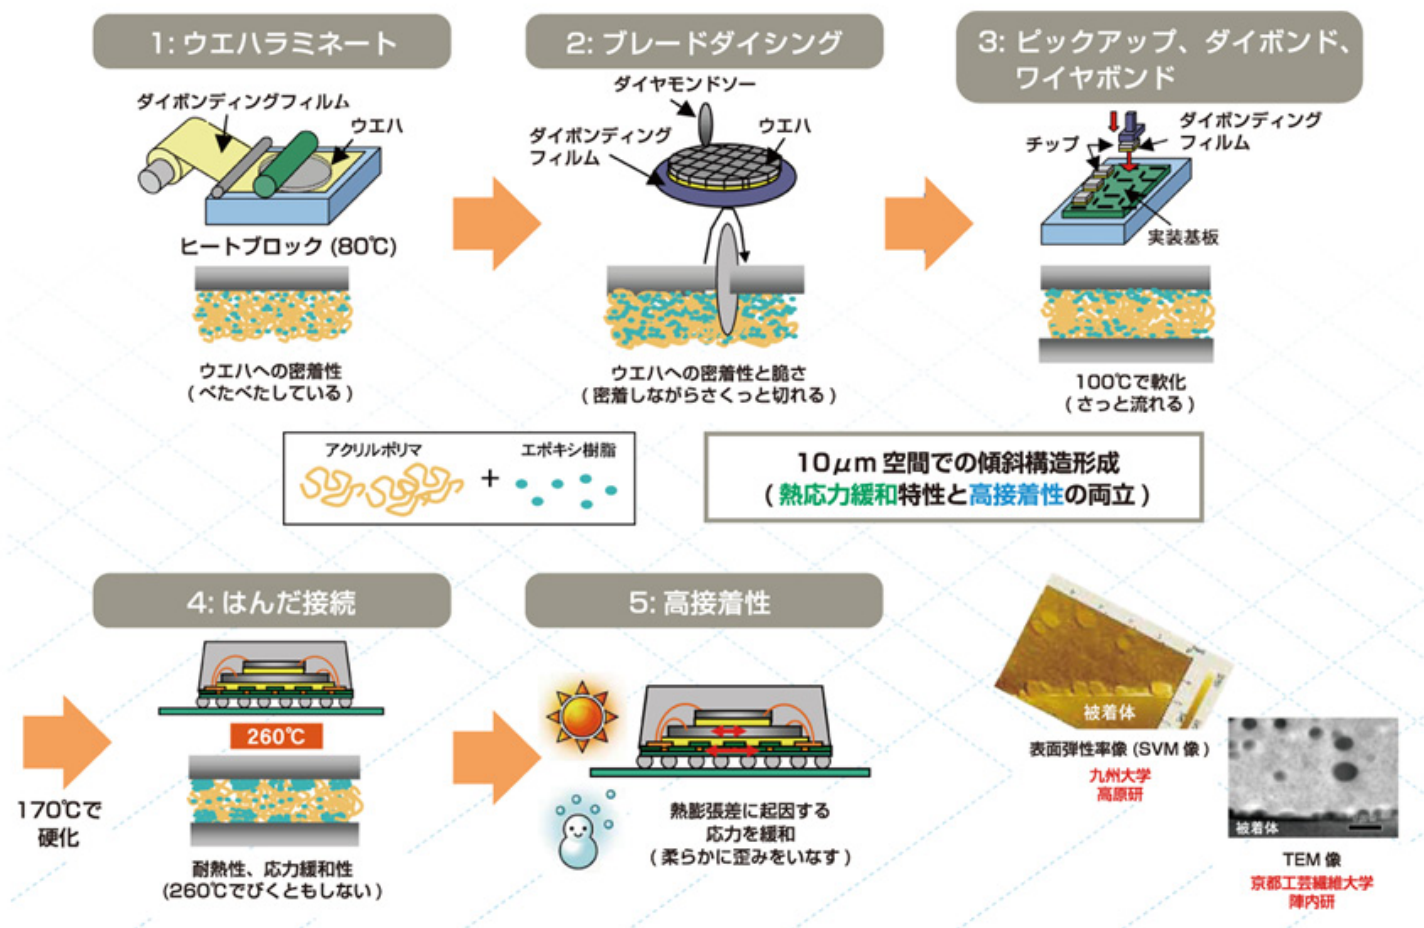 1: ウエハラミネート
ダイボンディングフィルム
ウエハ
ヒートブロック (80℃)
ウエハへの密着性
( べたべたしている )
2: ブレードダイシング
ダイヤモンドソー
ダイボンディング
フィルム
ウエハ
ウエハへの密着性と脆さ
( 密着しながらさくっと切れる )
3: ピックアップ、ダイボンド、
ワイヤボンド
チップ
ダイボンディング
フィルム
実装基板
100℃で軟化
( さっと流れる )
アクリルポリマ
+
エポキシ樹脂
10μm 空間での傾斜構造形成
( 熱応力緩和特性と高接着性の両立 )
170℃で
硬化
4: はんだ接続
260℃
耐熱性、応力緩和性
(260℃でびくともしない )
5: 高接着性
熱膨張差に起因する
応力を緩和
( 柔らかに歪みをいなす )
被着体
表面弾性率像 (SVM 像 )
九州大学
高原研
被着体
TEM 像
京都工芸繊維大学
陣内研